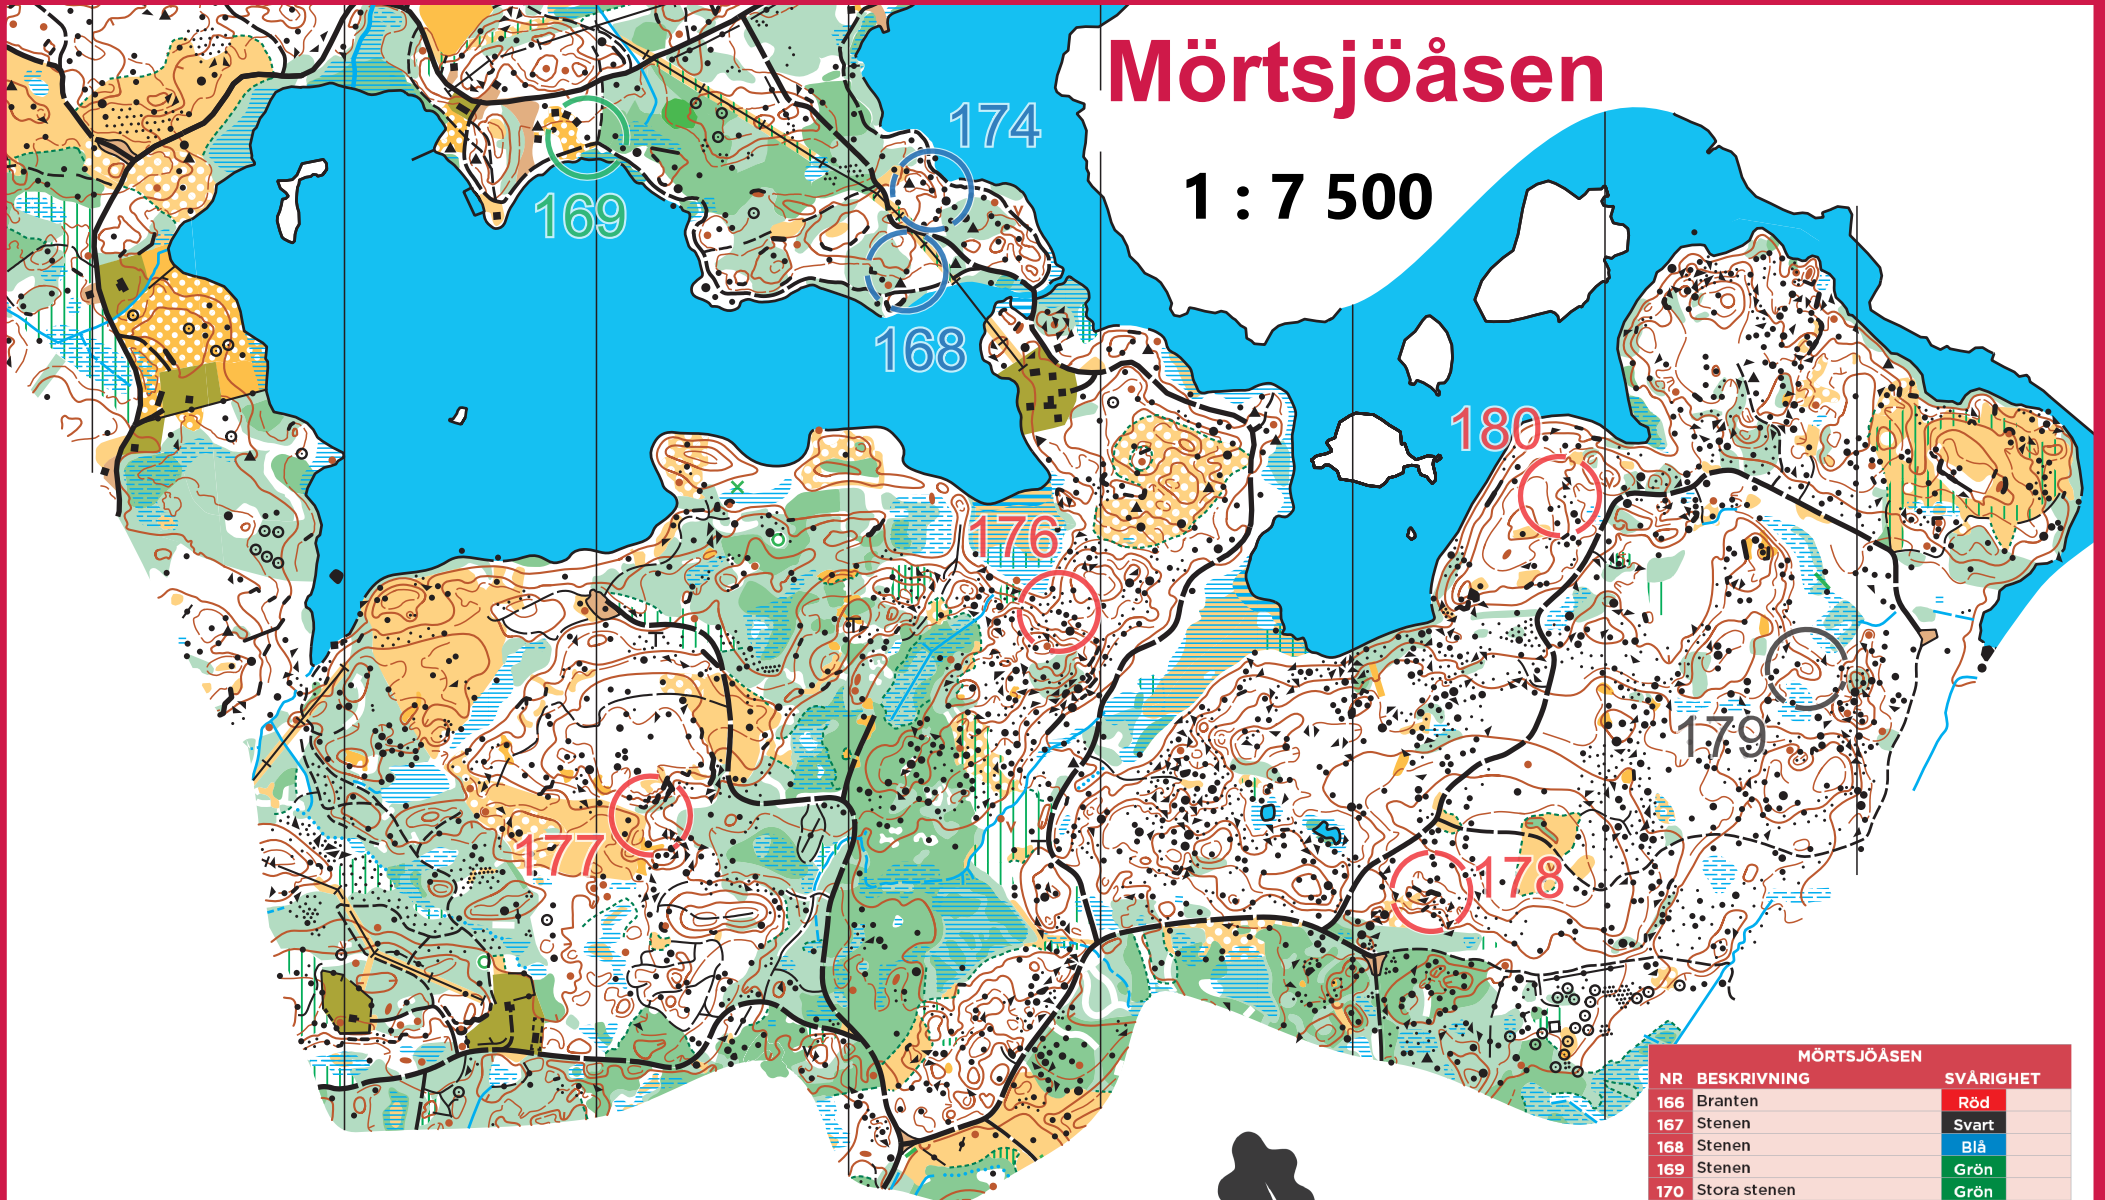 Mörtsjöåsen
1 : 7 500
174
169
168
180
176
179
177
178
MÖRTSJÖÅSEN
NR BESKRIVNING SVÅRIGHET
166 Branten Röd
167 Stenen Svart
168 Stenen Blå
169 Stenen Grön
170 Stora stenen Grön